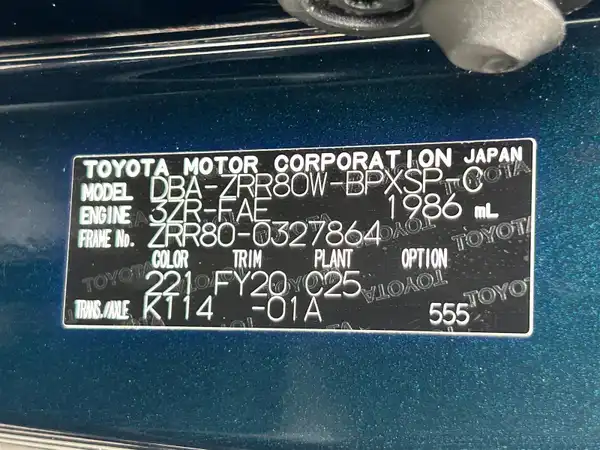 TOYOTA MOTOR CORPORATION JAPAN
MODEL DBA-ZRR80W-BPXSP-C
ENGINE 3ZR-FAE 1986 mL
FRAME No. ZRR80-0327864
COLOR TRIM PLANT OPTION
221 FY20 C25
TRANS./AXLE K114 -01A 555